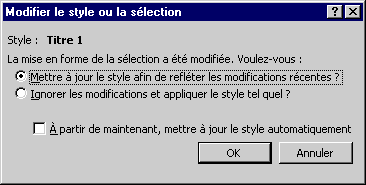 Modifier le style ou la sélection
Style : Titre 1
La mise en forme de la sélection a été modifiée. Voulez-vous :
Mettre à jour le style afin de refléter les modifications récentes ?
Ignorer les modifications et appliquer le style tel quel ?
À partir de maintenant, mettre à jour le style automatiquement
OK Annuler